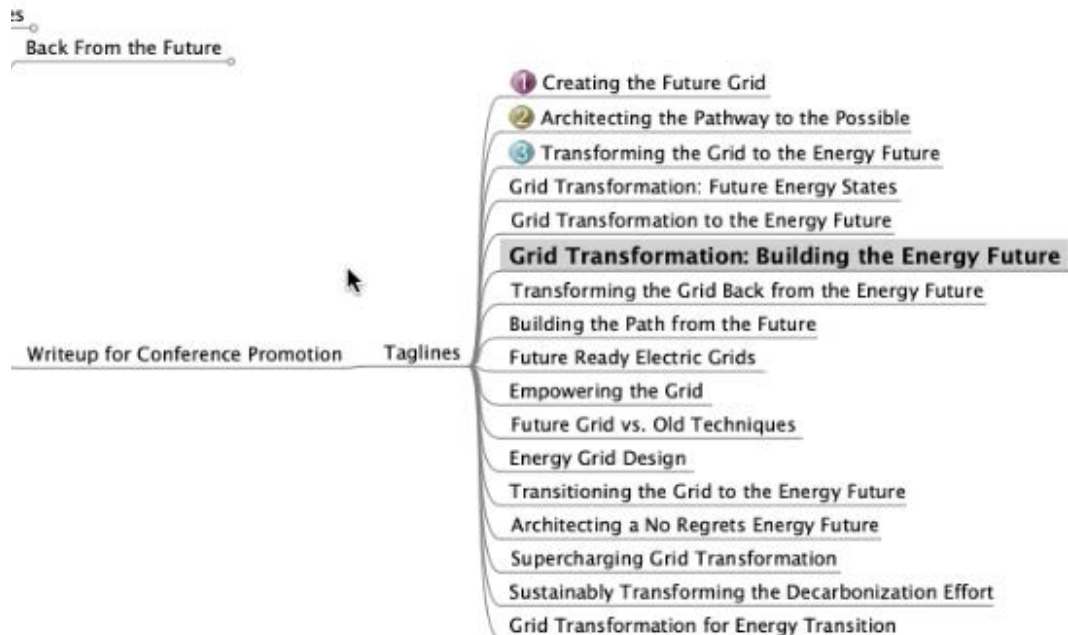 es
Back From the Future
1 Creating the Future Grid
2 Architecting the Pathway to the Possible
3 Transforming the Grid to the Energy Future
Grid Transformation: Future Energy States
Grid Transformation to the Energy Future
Grid Transformation: Building the Energy Future
Transforming the Grid Back from the Energy Future
Building the Path from the Future
Writeup for Conference Promotion Taglines
Future Ready Electric Grids
Empowering the Grid
Future Grid vs. Old Techniques
Energy Grid Design
Transitioning the Grid to the Energy Future
Architecting a No Regrets Energy Future
Supercharging Grid Transformation
Sustainably Transforming the Decarbonization Effort
Grid Transformation for Energy Transition